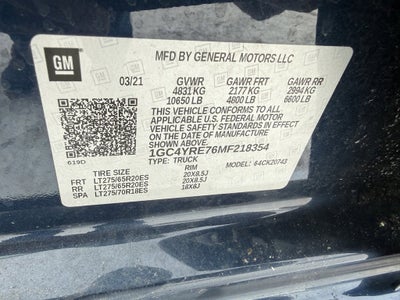 GM
MFD BY GENERAL MOTORS LLC
03/21 GVWR GAWR FRT GAWR RR
4831 KG 2177 KG 2994 KG
10650 LB 4800 LB 6600 LB
THIS VEHICLE CONFORMS TO ALL APPLICABLE
U.S. FEDERAL MOTOR VEHICLE SAFETY
STANDARDS IN EFFECT ON THE DATE OF
MANUFACTURE SHOWN ABOVE.
1GC4YRE76MF218354
619D TYPE: TRUCK 64CK20743
TIRE SIZE RIM
FRT LT275/65R20ES 20X8.5J
RR LT275/65R20ES 20X8.5J
SPA LT275/70R18ES 18X8J